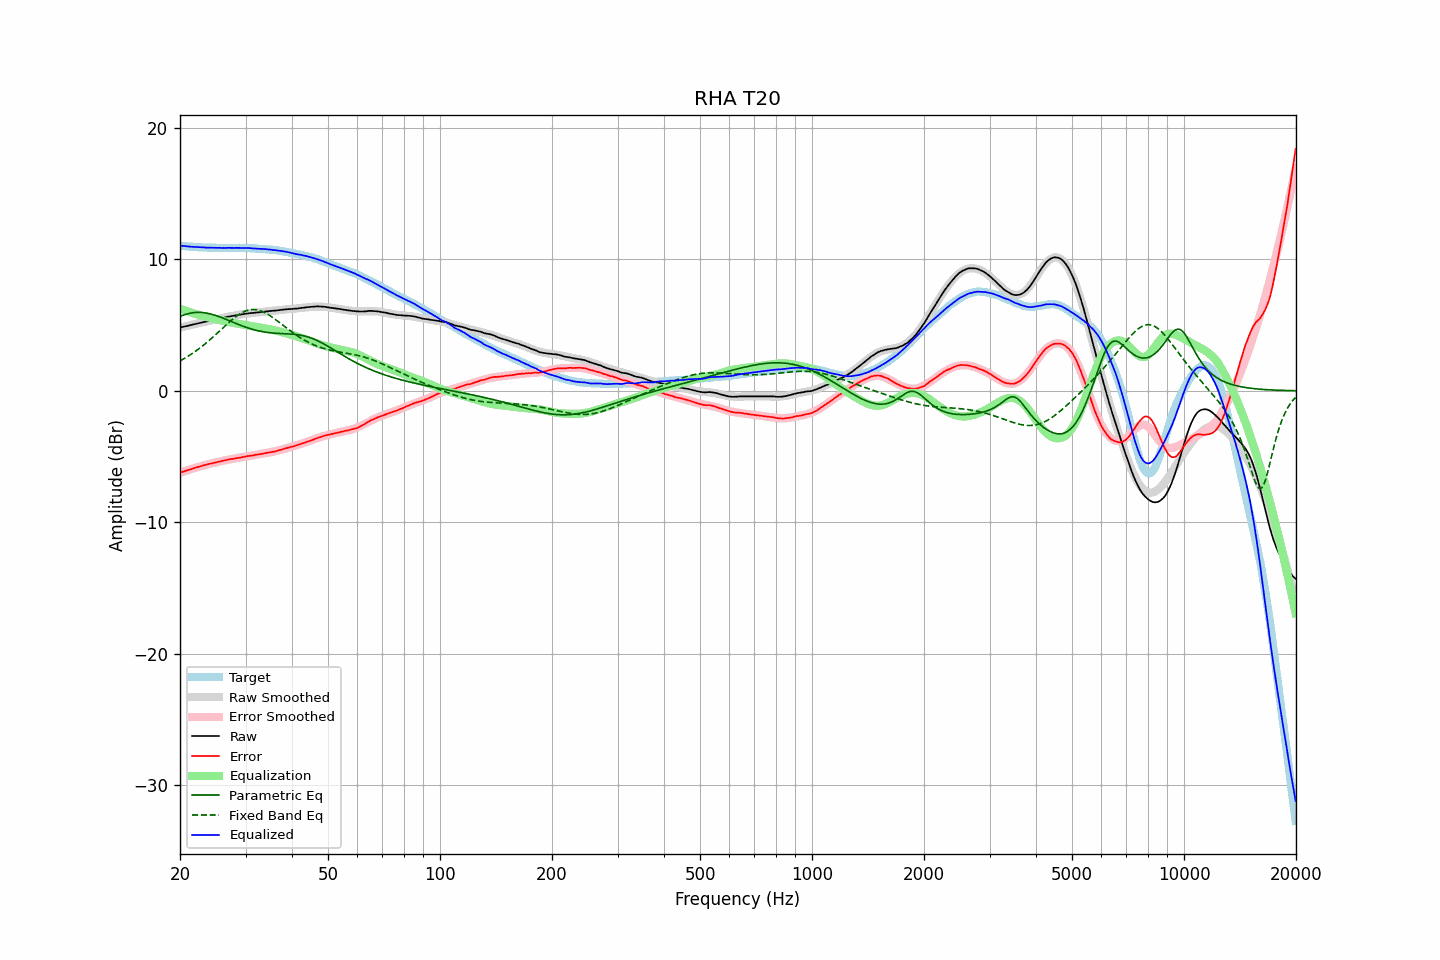 RHA T20
20
10
0
−10
−20
−30
Amplitude (dBr)
Target
Raw Smoothed
Error Smoothed
Raw
Error
Equalization
Parametric Eq
Fixed Band Eq
Equalized
20 50 100 200 500 1000 2000 5000 10000 20000
Frequency (Hz)